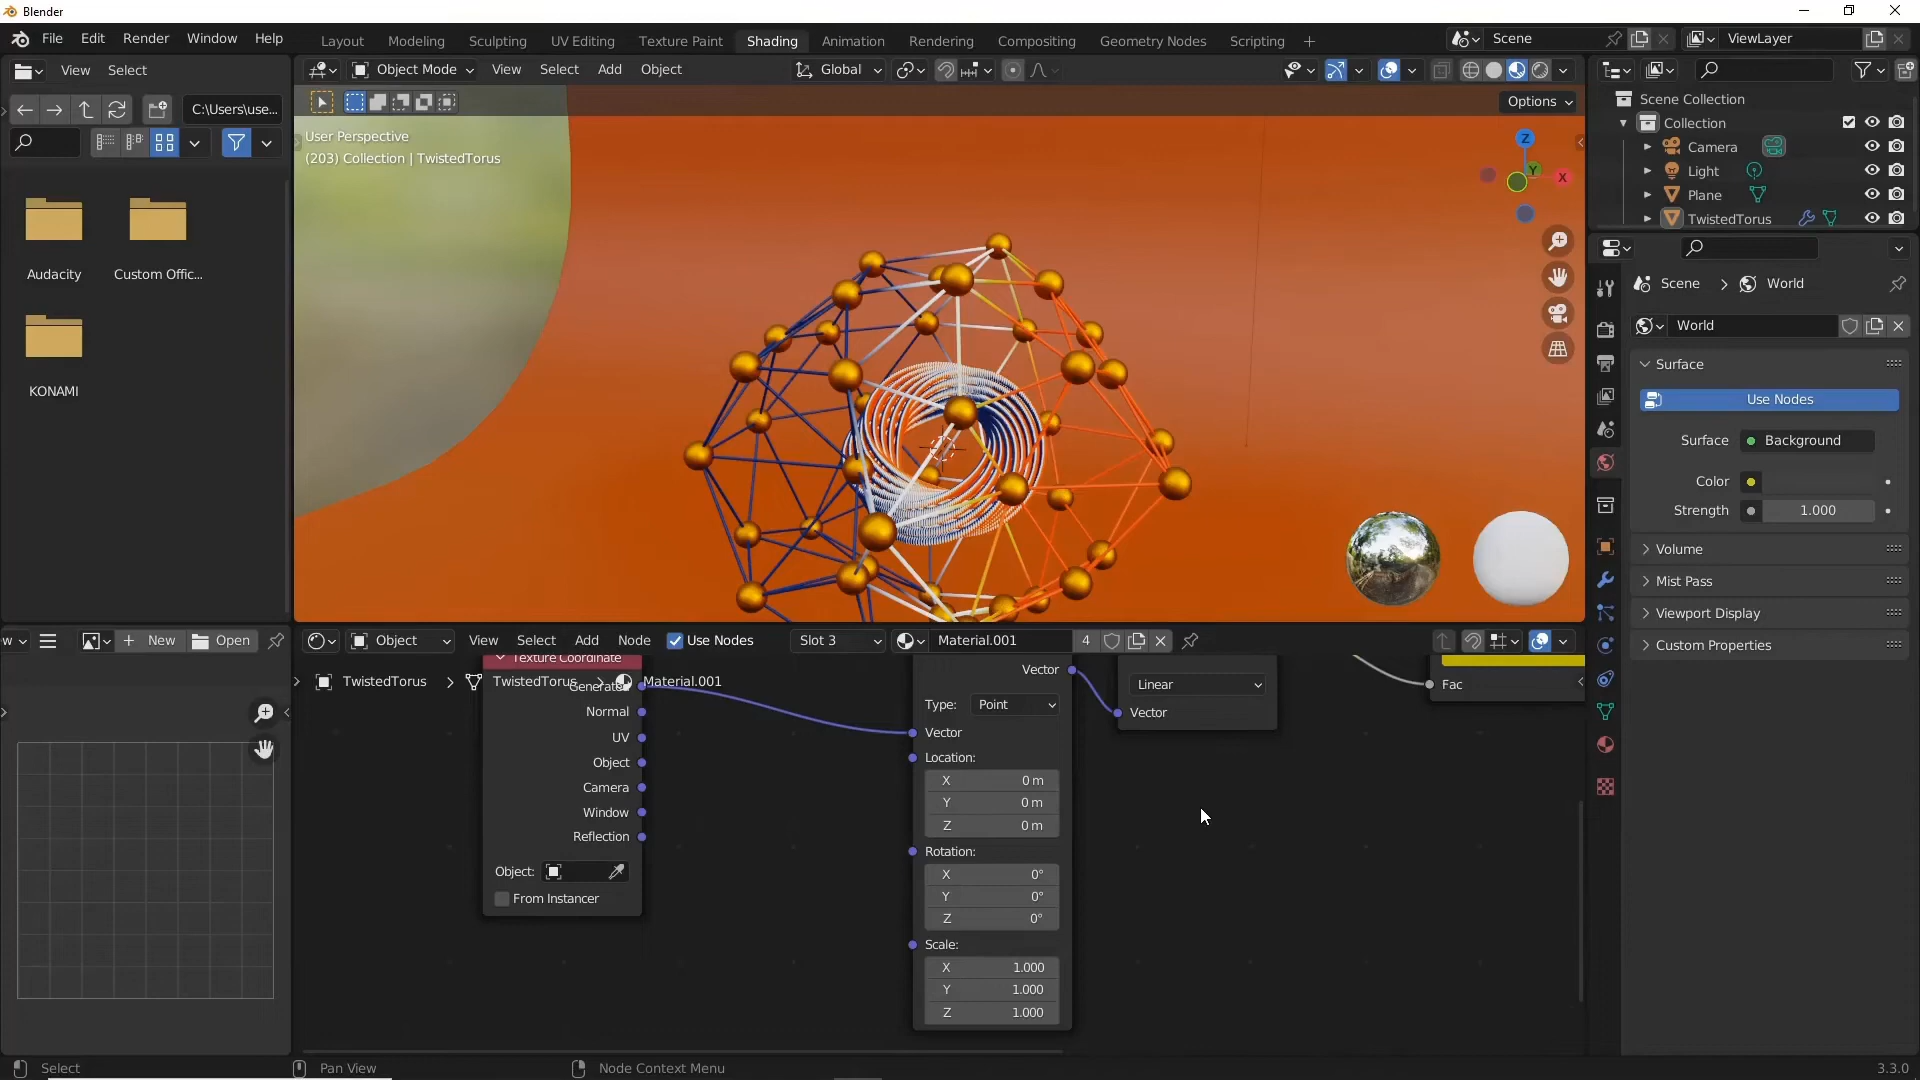 Blender
File Edit Render Window Help
Layout Modeling Sculpting UV Editing Texture Paint Shading Animation Rendering Compositing Geometry Nodes Scripting
Scene
ViewLayer
View Select
Object Mode View Select Add Object
Global
C:\Users\use...
Options
User Perspective
(203) Collection | TwistedTorus
Z
Y
X
Audacity
Custom Offic...
KONAMI
Scene Collection
Collection
Camera
Light
Plane
TwistedTorus
Scene > World
World
Surface
Use Nodes
Surface Background
Color
Strength 1.000
Volume
Mist Pass
Viewport Display
Custom Properties
w
New
Open
Object View Select Add Node Use Nodes Slot 3 Material.001 4
Texture Coordinate
TwistedTorus > TwistedTorus > Material.001
Normal
UV
Object
Camera
Window
Reflection
Object:
From Instancer
Vector
Type: Point
Vector
Location:
X 0 m
Y 0 m
Z 0 m
Rotation:
X 0°
Y 0°
Z 0°
Scale:
X 1.000
Y 1.000
Z 1.000
Linear
Vector
Fac
Select
Pan View
Node Context Menu
3.3.0